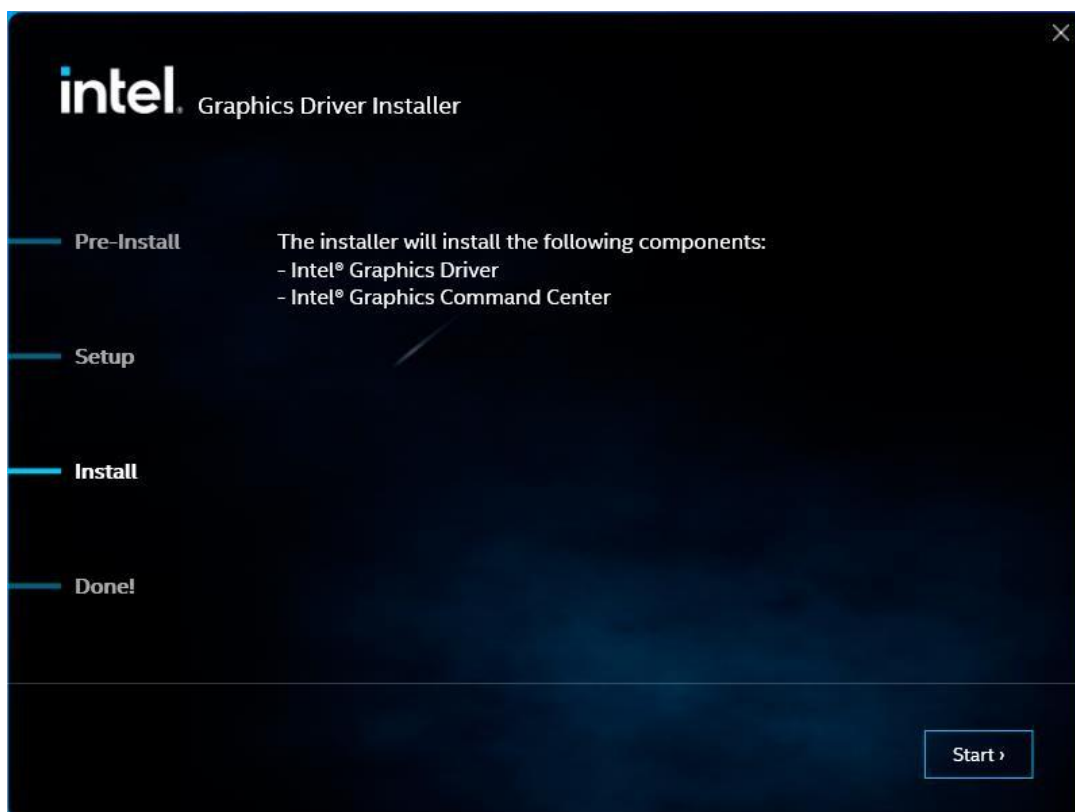 intel. Graphics Driver Installer
Pre-Install
The installer will install the following components:
- Intel® Graphics Driver
- Intel® Graphics Command Center
Setup
Install
Done!
Start ›